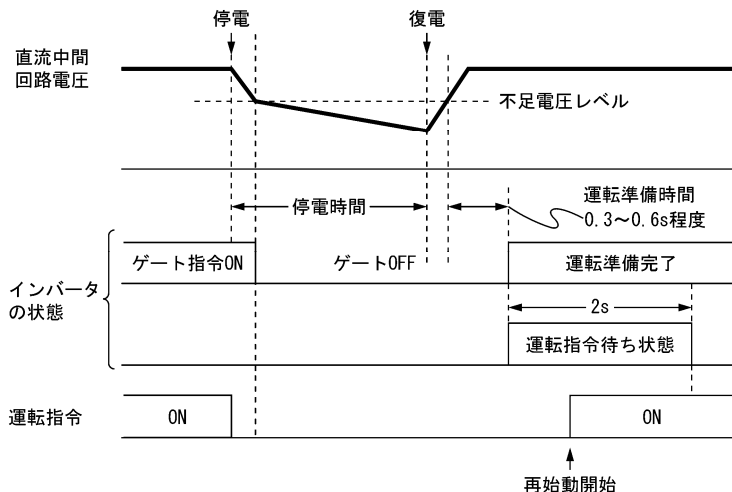 停電
復電
直流中間
回路電圧
不足電圧レベル
停電時間
運転準備時間
0.3～0.6s程度
ゲート指令ON
ゲートOFF
運転準備完了
インバータ
の状態
2s
運転指令待ち状態
運転指令
ON
ON
再始動開始